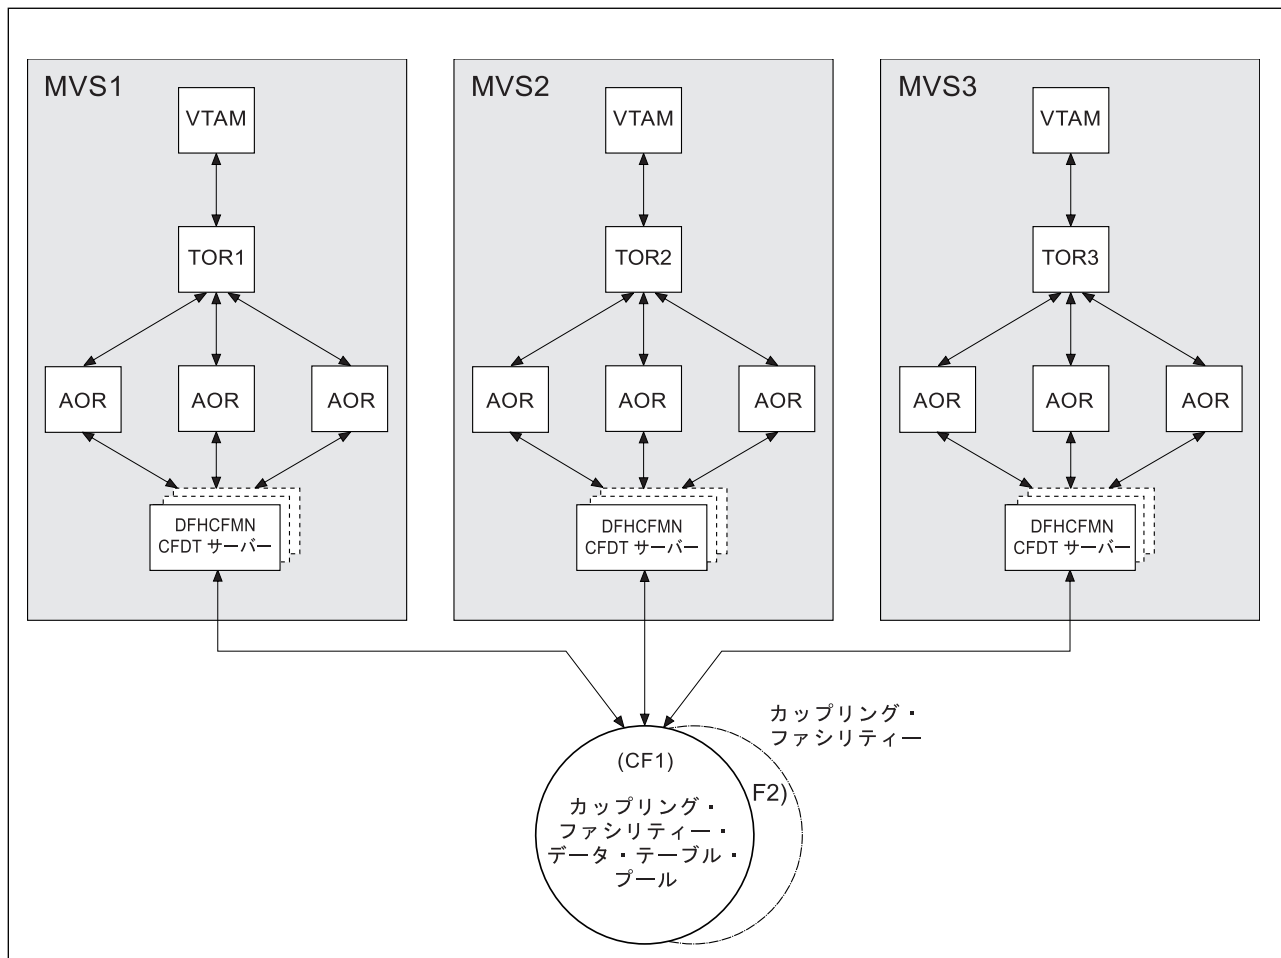 MVS1
VTAM
TOR1
AOR
AOR
AOR
DFHCFMN
CFDT サーバー
MVS2
VTAM
TOR2
AOR
AOR
AOR
DFHCFMN
CFDT サーバー
MVS3
VTAM
TOR3
AOR
AOR
AOR
DFHCFMN
CFDT サーバー
カップリング・
ファシリティー
(CF1)
F2)
カップリング・
ファシリティー・
データ・テーブル・
プール